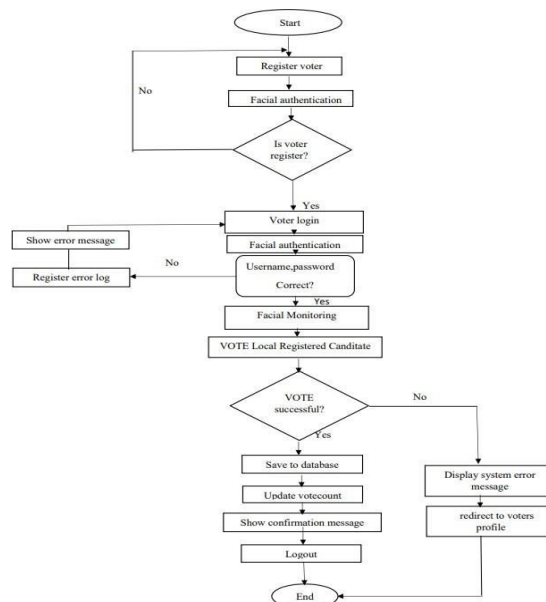 Start
Register voter
No
Facial authentication
Is voter
register?
Yes
Voter login
Show error message
Facial authentication
No
Register error log
Username,password
Correct?
Yes
Facial Monitoring
VOTE Local Registered Canditate
VOTE
successful?
No
Yes
Save to database
Display system error
message
Update votecount
redirect to voters
profile
Show confirmation message
Logout
End